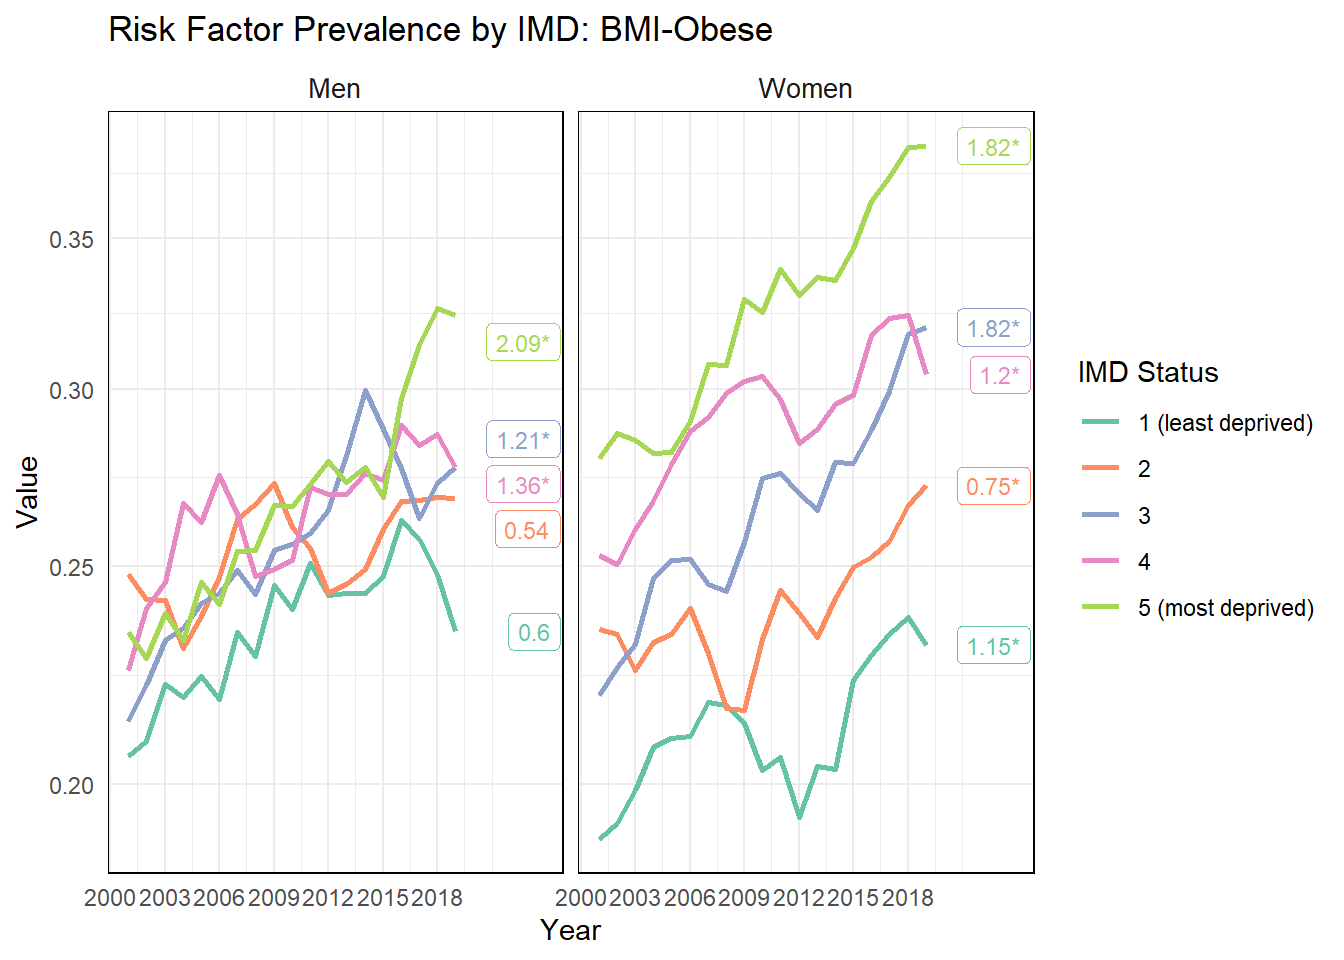 Risk Factor Prevalence by IMD: BMI-Obese
Men
Women
Value
0.35
0.30
0.25
0.20
2.09*
1.21*
1.36*
0.54
0.6
1.82*
1.82*
1.2*
0.75*
1.15*
2000 2003 2006 2009 2012 2015 2018
2000 2003 2006 2009 2012 2015 2018
Year
IMD Status
1 (least deprived)
2
3
4
5 (most deprived)